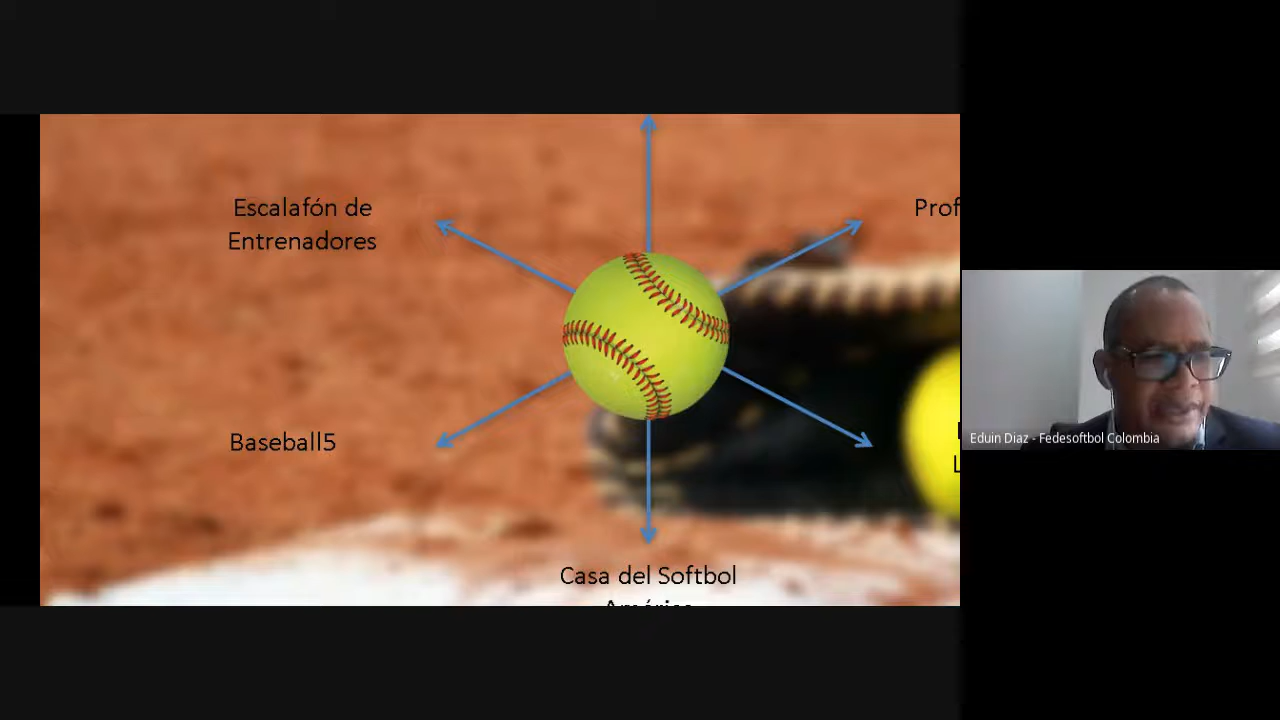 Escalafón de
Entrenadores
Prof
Baseball5
Casa del Softbol
Eduin Diaz - Fedesoftbol Colombia